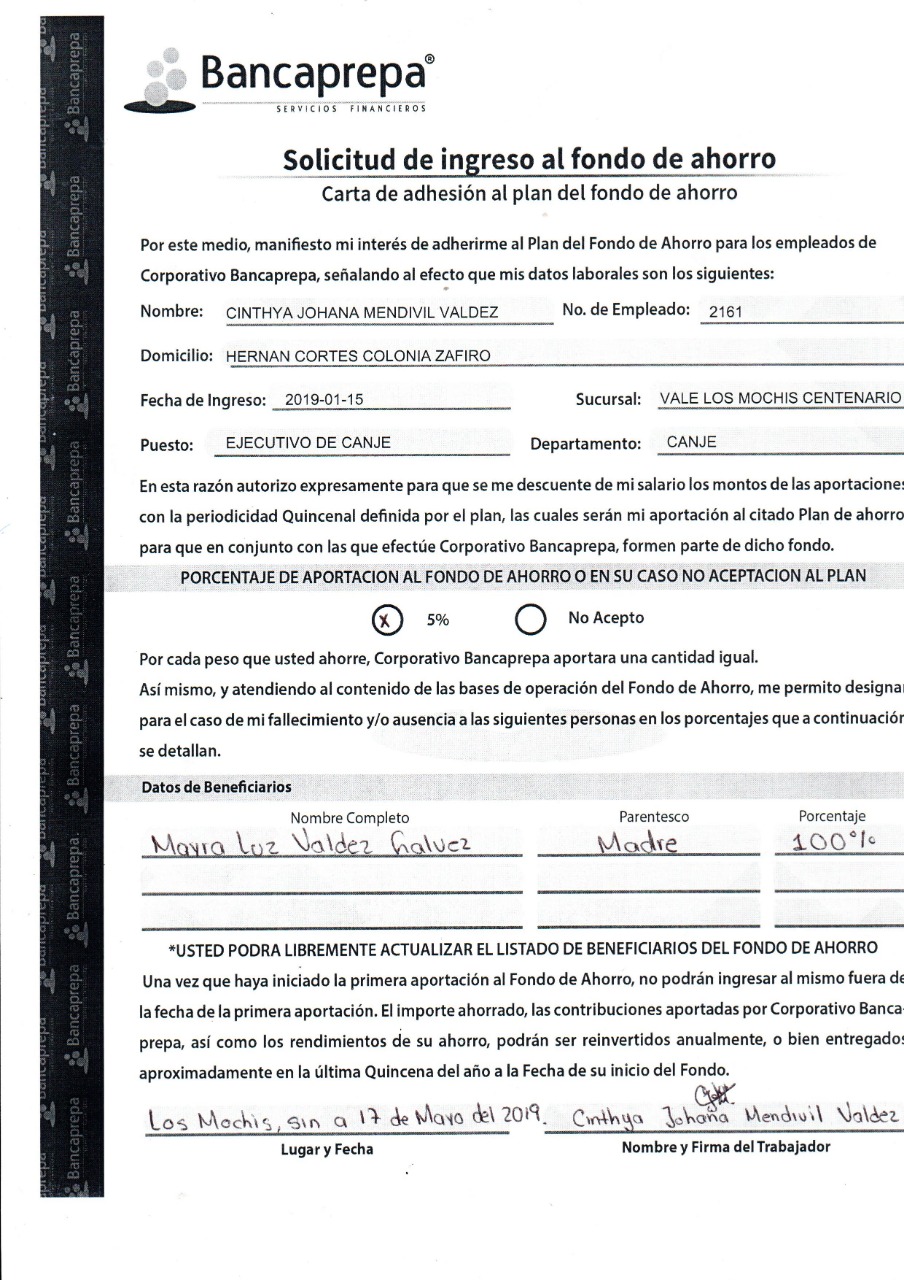 Bancaprepa®
SERVICIOS FINANCIEROS
Solicitud de ingreso al fondo de ahorro
Carta de adhesión al plan del fondo de ahorro
Por este medio, manifiesto mi interés de adherirme al Plan del Fondo de Ahorro para los empleados de
Corporativo Bancaprepa, señalando al efecto que mis datos laborales son los siguientes:
Nombre: CINTHYA JOHANA MENDIVIL VALDEZ No. de Empleado: 2161
Domicilio: HERNAN CORTES COLONIA ZAFIRO
Fecha de Ingreso: 2019-01-15 Sucursal: VALE LOS MOCHIS CENTENARIO
Puesto: EJECUTIVO DE CANJE Departamento: CANJE
En esta razón autorizo expresamente para que se me descuente de mi salario los montos de las aportaciones
con la periodicidad Quincenal definida por el plan, las cuales serán mi aportación al citado Plan de ahorro
para que en conjunto con las que efectúe Corporativo Bancaprepa, formen parte de dicho fondo.
PORCENTAJE DE APORTACION AL FONDO DE AHORRO O EN SU CASO NO ACEPTACION AL PLAN
X 5% No Acepto
Por cada peso que usted ahorre, Corporativo Bancaprepa aportara una cantidad igual.
Así mismo, y atendiendo al contenido de las bases de operación del Fondo de Ahorro, me permito designar
para el caso de mi fallecimiento y/o ausencia a las siguientes personas en los porcentajes que a continuación
se detallan.
Datos de Beneficiarios
Nombre Completo Parentesco Porcentaje
Mayra Luz Valdez Galvez Madre 100%
*USTED PODRA LIBREMENTE ACTUALIZAR EL LISTADO DE BENEFICIARIOS DEL FONDO DE AHORRO
Una vez que haya iniciado la primera aportación al Fondo de Ahorro, no podrán ingresar al mismo fuera de
la fecha de la primera aportación. El importe ahorrado, las contribuciones aportadas por Corporativo Banca-
prepa, así como los rendimientos de su ahorro, podrán ser reinvertidos anualmente, o bien entregados
aproximadamente en la última Quincena del año a la Fecha de su inicio del Fondo.
Los Mochis, sin a 17 de Mayo del 2019. Cinthya Johana Mendivil Valdez
Lugar y Fecha Nombre y Firma del Trabajador